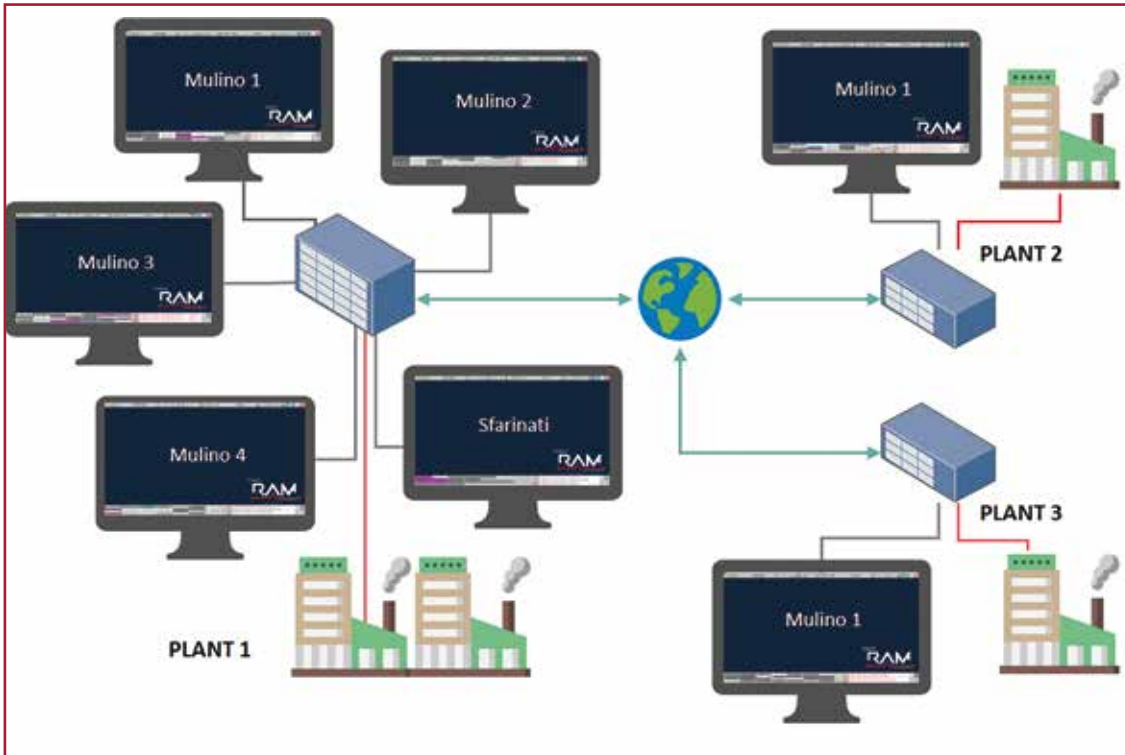 Mulino 1
RAM
Mulino 2
RAM
Mulino 3
RAM
Mulino 4
RAM
Sfarinati
RAM
PLANT 1
Mulino 1
RAM
PLANT 2
PLANT 3
Mulino 1
RAM